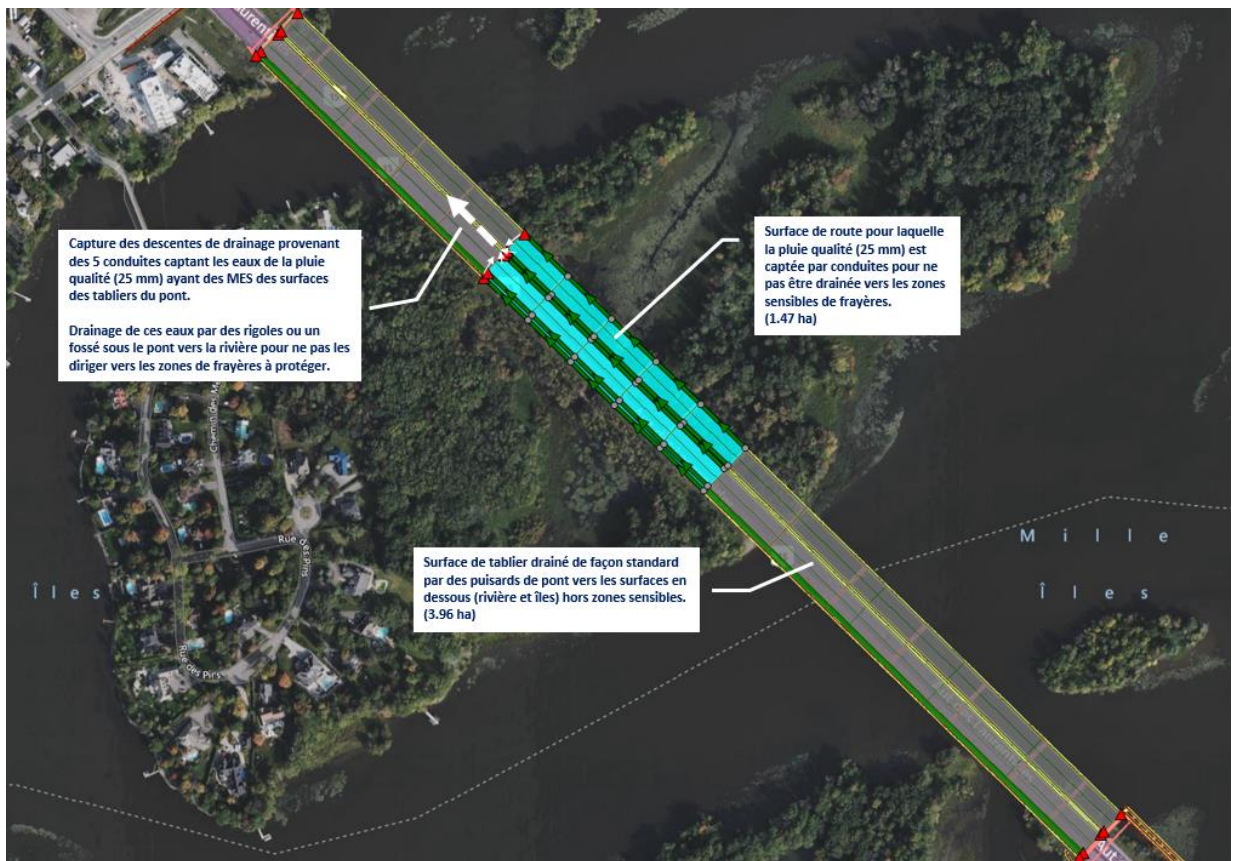 Capture des descentes de drainage provenant
des 5 conduites captant les eaux de la pluie
qualité (25 mm) ayant des MES des surfaces
des tabliers du pont.
Drainage de ces eaux par des rigoles ou un
fossé sous le pont vers la rivière pour ne pas les
diriger vers les zones de frayères à protéger.
Surface de route pour laquelle
la pluie qualité (25 mm) est
captée par conduites pour ne
pas être drainée vers les zones
sensibles de frayères.
(1.47 ha)
Surface de tablier drainé de façon standard
par des puisards de pont vers les surfaces en
dessous (rivière et îles) hors zones sensibles.
(3.96 ha)
Mille
Îles
Îles
Rue des Pins
Rue des Pins
Aut